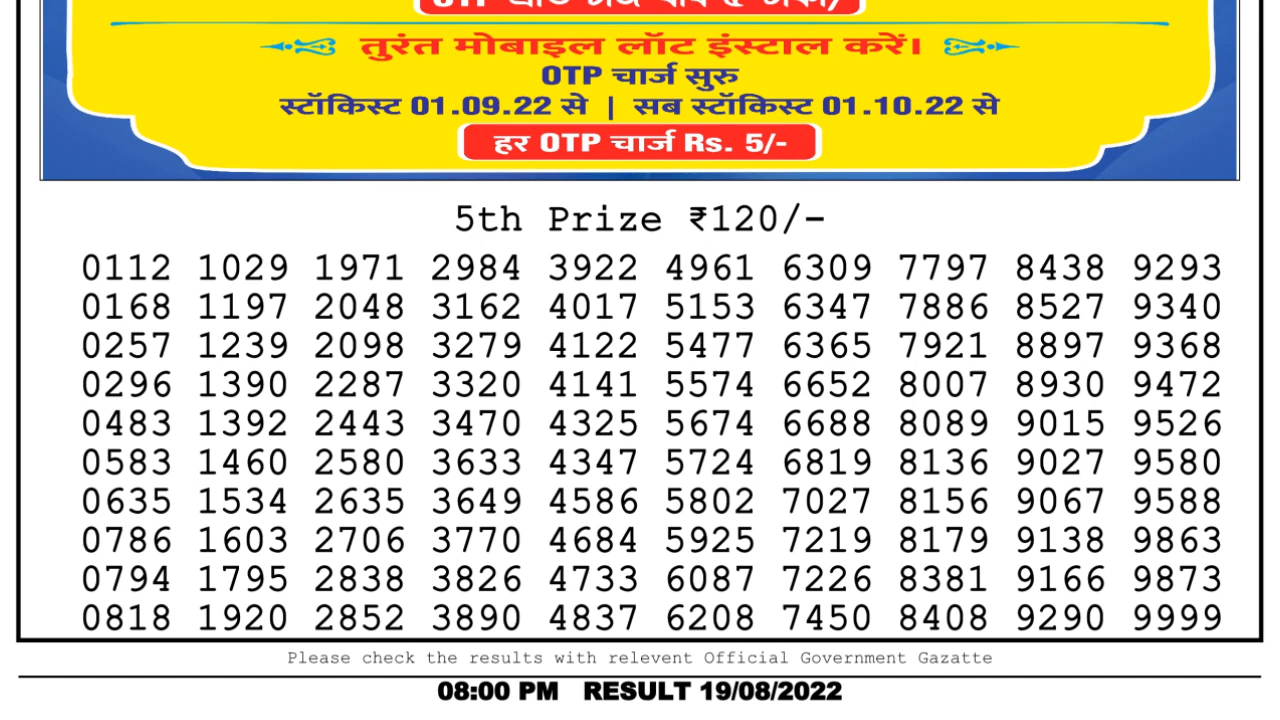 तुरंत मोबाइल लॉट इंस्टाल करें।
OTP चार्ज सुरु
स्टॉकिस्ट 01.09.22 से | सब स्टॉकिस्ट 01.10.22 से
हर OTP चार्ज Rs. 5/-
5th Prize ₹120/-
0112 1029 1971 2984 3922 4961 6309 7797 8438 9293
0168 1197 2048 3162 4017 5153 6347 7886 8527 9340
0257 1239 2098 3279 4122 5477 6365 7921 8897 9368
0296 1390 2287 3320 4141 5574 6652 8007 8930 9472
0483 1392 2443 3470 4325 5674 6688 8089 9015 9526
0583 1460 2580 3633 4347 5724 6819 8136 9027 9580
0635 1534 2635 3649 4586 5802 7027 8156 9067 9588
0786 1603 2706 3770 4684 5925 7219 8179 9138 9863
0794 1795 2838 3826 4733 6087 7226 8381 9166 9873
0818 1920 2852 3890 4837 6208 7450 8408 9290 9999
Please check the results with relevent Official Government Gazatte
08:00 PM RESULT 19/08/2022